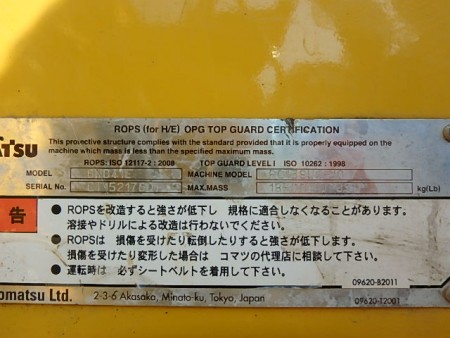 ROPS (for H/E) OPG TOP GUARD CERTIFICATION
This protective structure complies with the standard provided that it is properly equipped on the
machine which mass is less than the specified maximum mass.
ROPS: ISO 12117-2 : 2008 TOP GUARD LEVEL I ISO 10262 : 1998
MODEL MACHINE MODEL
SERIAL No. MAX.MASS kg(Lb)
告
● ROPSを改造すると強さが低下し 規格に適合しなくなることがあります。
溶接やドリルによる改造は行わないでください。
● ROPSは 損傷を受けたり転倒したりすると強さが低下します。
損傷を受けたり変形した場合は コマツの代理店に相談して下さい。
● 運転時は 必ずシートベルトを着用して下さい。
09620-B2011
omatsu Ltd. 2-3-6 Akasaka, Minato-ku, Tokyo, Japan 09620-12001